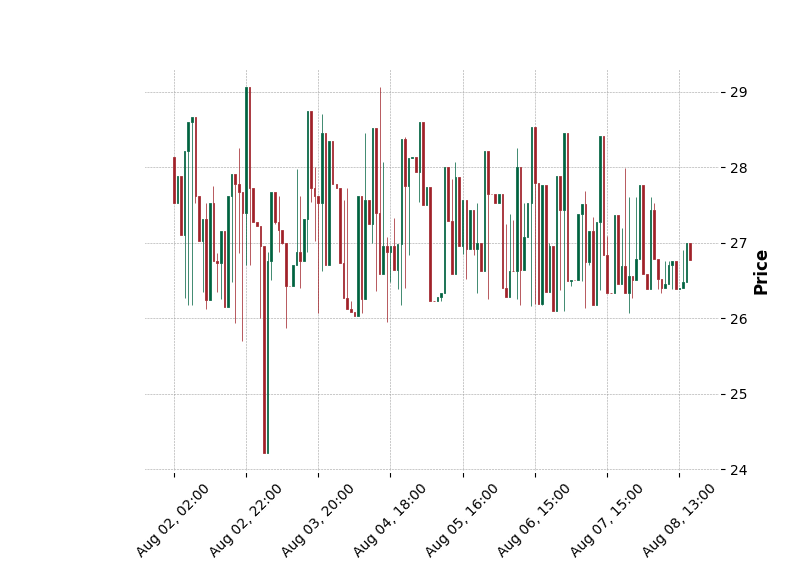 29
28
27
26
25
24
Price
Aug 02, 02:00
Aug 02, 22:00
Aug 03, 20:00
Aug 04, 18:00
Aug 05, 16:00
Aug 06, 15:00
Aug 07, 15:00
Aug 08, 13:00